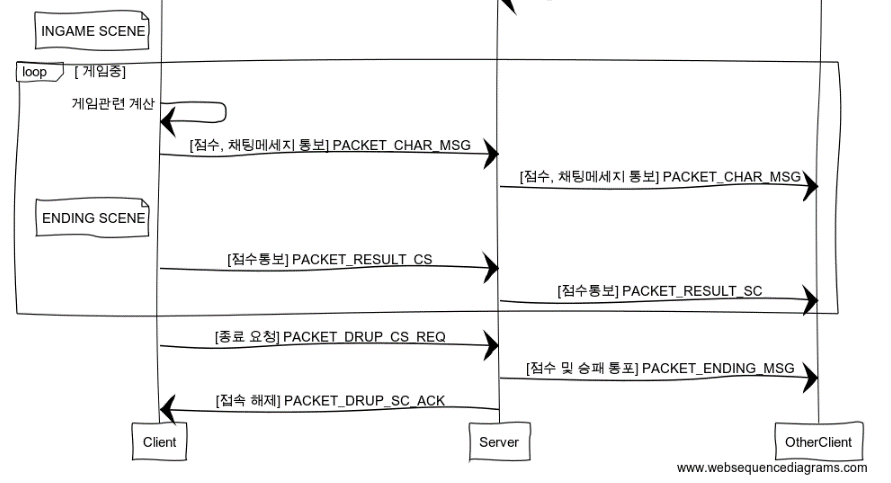 INGAME SCENE
loop
[ 게임중]
게임관련 계산
[점수, 채팅메세지 통보] PACKET_CHAR_MSG
[점수, 채팅메세지 통보] PACKET_CHAR_MSG
ENDING SCENE
[점수통보] PACKET_RESULT_CS
[점수통보] PACKET_RESULT_SC
[종료 요청] PACKET_DRUP_CS_REQ
[점수 및 승패 통포] PACKET_ENDING_MSG
[접속 해제] PACKET_DRUP_SC_ACK
Client
Server
OtherClient
www.websequencediagrams.com